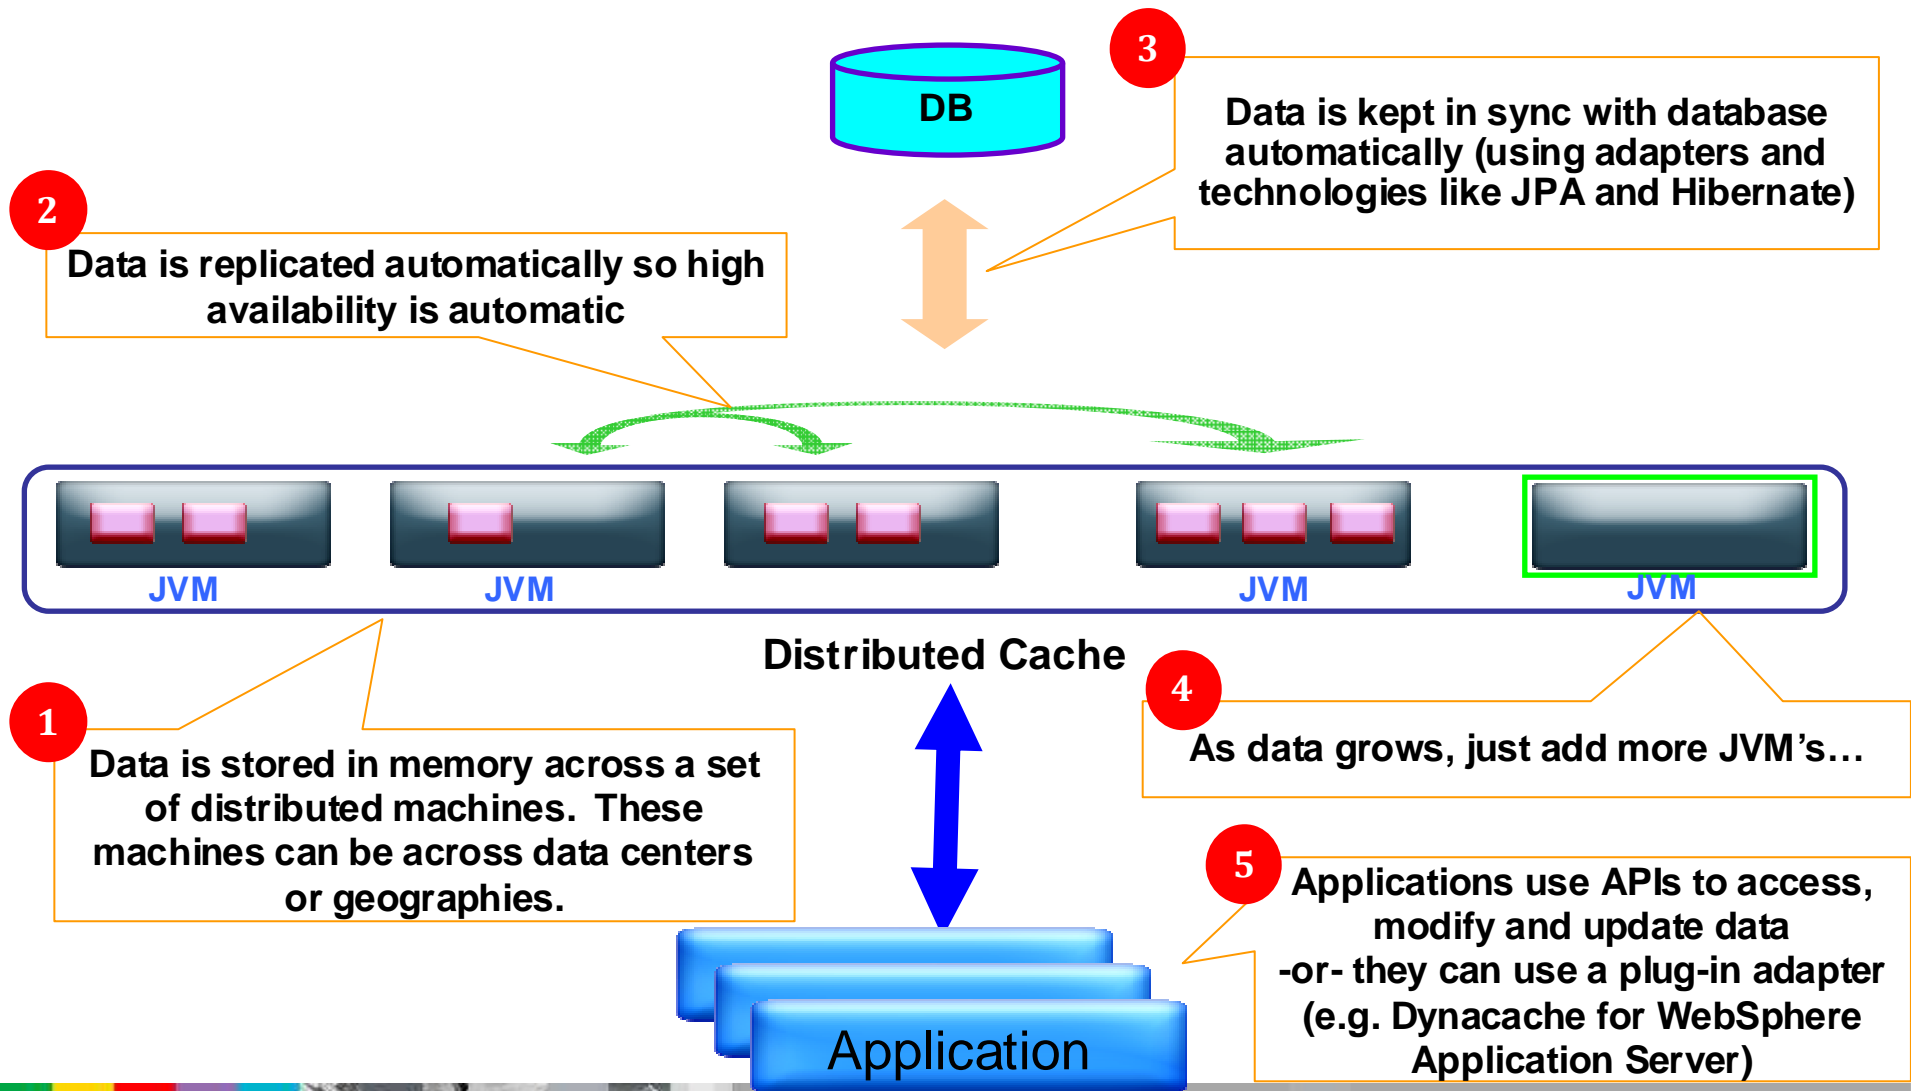 3
DB
Data is kept in sync with database
automatically (using adapters and
technologies like JPA and Hibernate)
2
Data is replicated automatically so high
availability is automatic
JVM
JVM
JVM
JVM
Distributed Cache
1
Data is stored in memory across a set
of distributed machines.  These
machines can be across data centers
or geographies.
4
As data grows, just add more JVM’s…
5
Applications use APIs to access,
modify and update data
-or- they can use a plug-in adapter
(e.g. Dynacache for WebSphere
Application Server)
Application